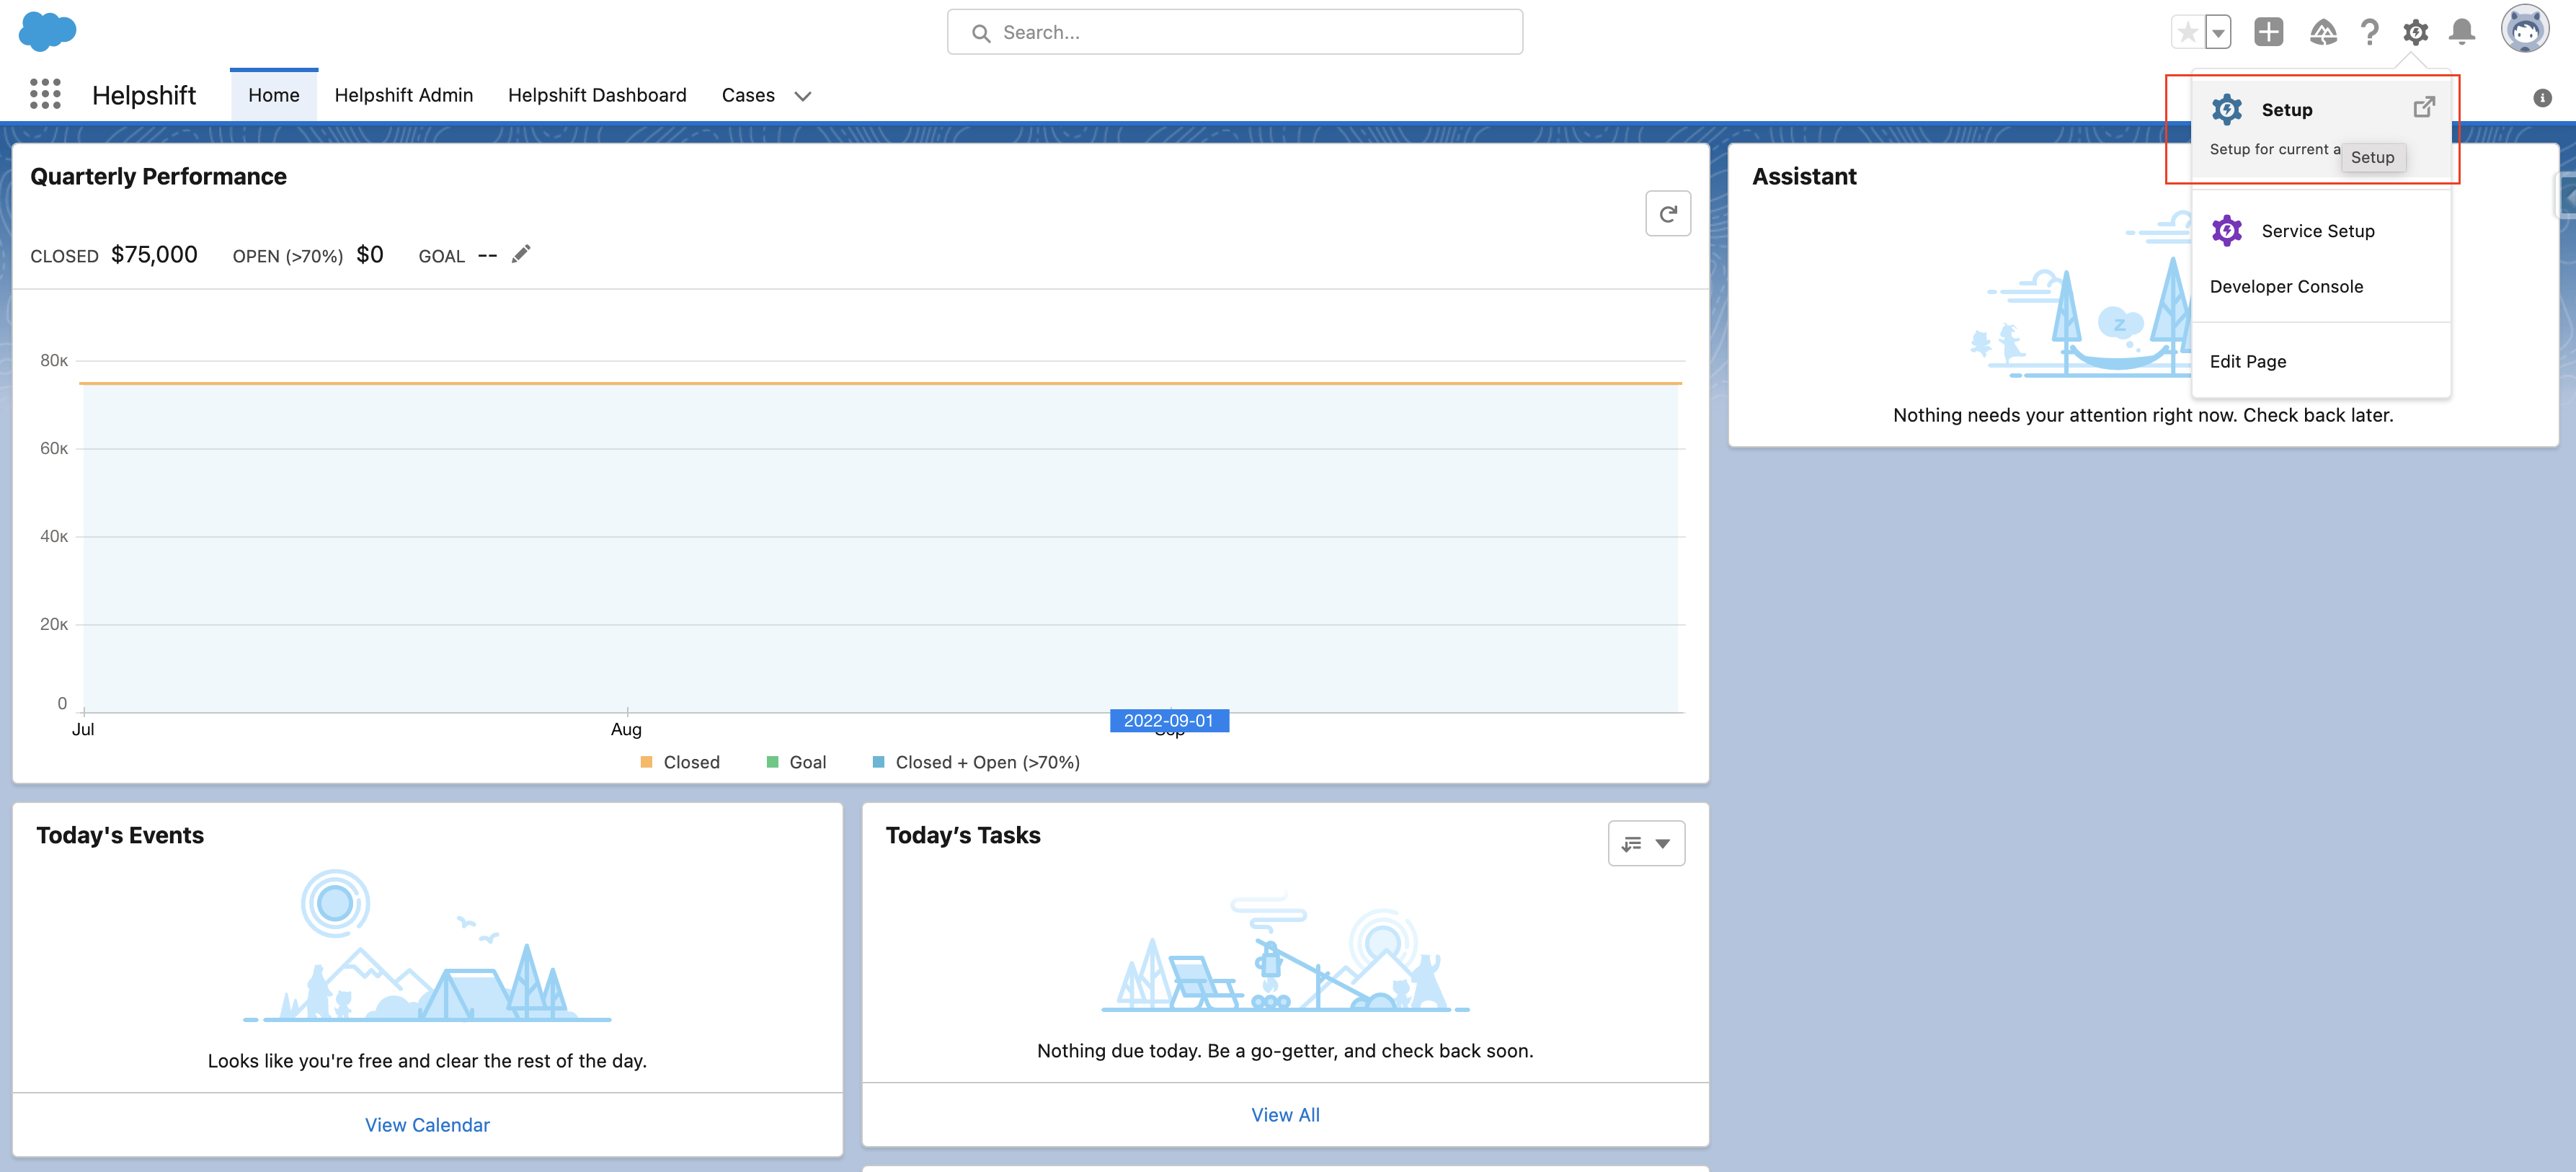 Search...
Helpshift
Home
Helpshift Admin
Helpshift Dashboard
Cases
Setup
Setup for current a
Setup
Service Setup
Developer Console
Edit Page
Quarterly Performance
CLOSED $75,000 OPEN (>70%) $0 GOAL --
80K
60K
40K
20K
0
Jul
Aug
2022-09-01
Closed
Goal
Closed + Open (>70%)
Assistant
z
Nothing needs your attention right now. Check back later.
Today's Events
Looks like you're free and clear the rest of the day.
View Calendar
Today’s Tasks
Nothing due today. Be a go-getter, and check back soon.
View All